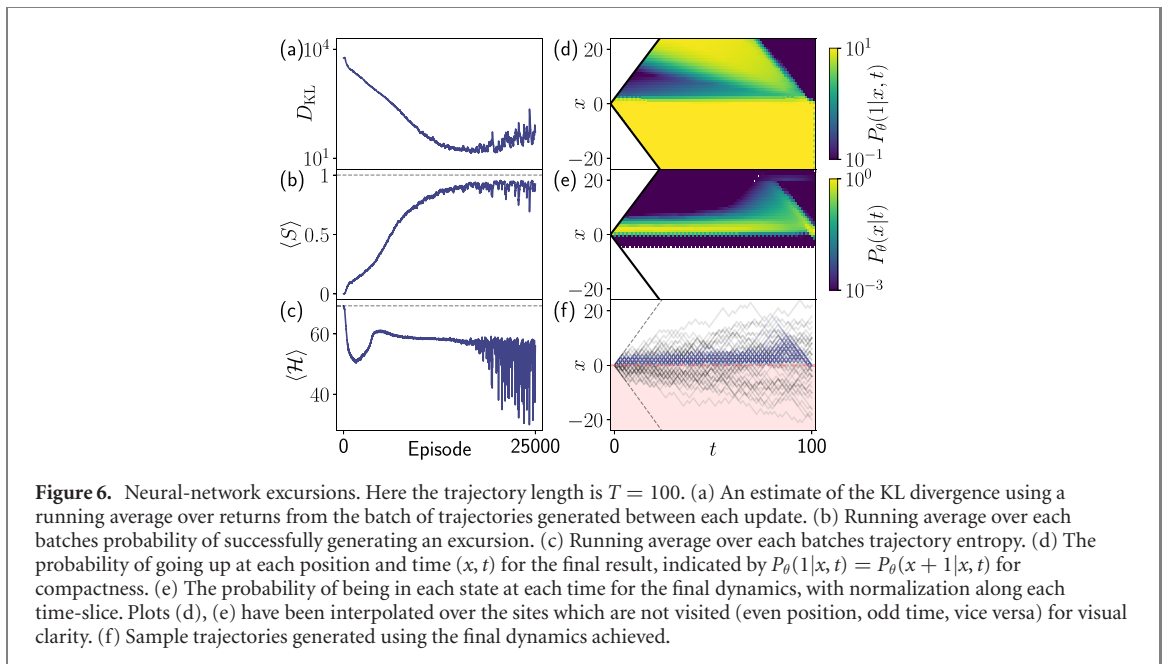 (a)
10^4
D_KL
10^1
(b)
1
⟨S⟩
0.5
0
(c)
60
⟨H⟩
40
0
Episode
25000
(d)
20
x
0
−20
10^1
P_θ(1|x, t)
10^-1
(e)
20
x
0
−20
10^0
P_θ(x|t)
10^-3
(f)
20
x
0
−20
0
t
100
Figure 6. Neural-network excursions. Here the trajectory length is T = 100. (a) An estimate of the KL divergence using a
running average over returns from the batch of trajectories generated between each update. (b) Running average over each
batches probability of successfully generating an excursion. (c) Running average over each batches trajectory entropy. (d) The
probability of going up at each position and time (x, t) for the final result, indicated by P_θ(1|x, t) = P_θ(x + 1|x, t) for
compactness. (e) The probability of being in each state at each time for the final dynamics, with normalization along each
time-slice. Plots (d), (e) have been interpolated over the sites which are not visited (even position, odd time, vice versa) for visual
clarity. (f) Sample trajectories generated using the final dynamics achieved.